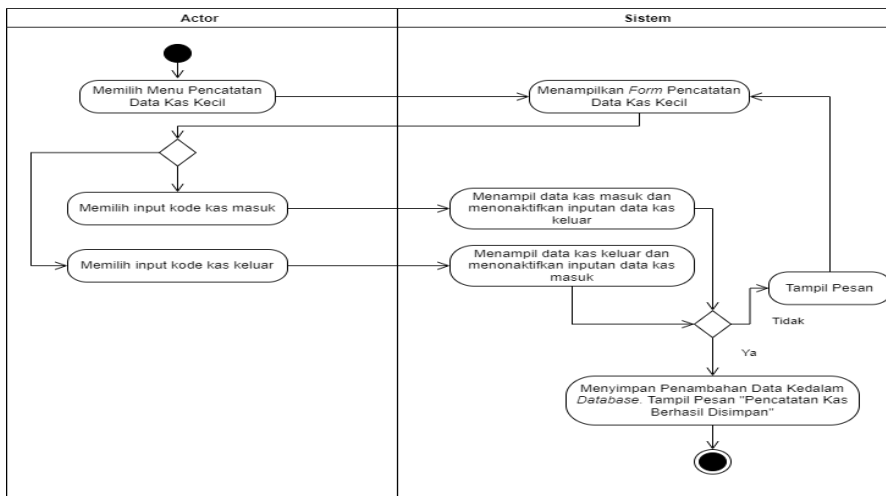 Actor
Sistem
Memilih Menu Pencatatan
Data Kas Kecil
Menampilkan Form Pencatatan
Data Kas Kecil
Memilih input kode kas masuk
Menampil data kas masuk dan
menonaktifkan inputan data kas
keluar
Memilih input kode kas keluar
Menampil data kas keluar dan
menonaktifkan inputan data kas
masuk
Tampil Pesan
Tidak
Ya
Menyimpan Penambahan Data Kedalam
Database. Tampil Pesan "Pencatatan Kas
Berhasil Disimpan"